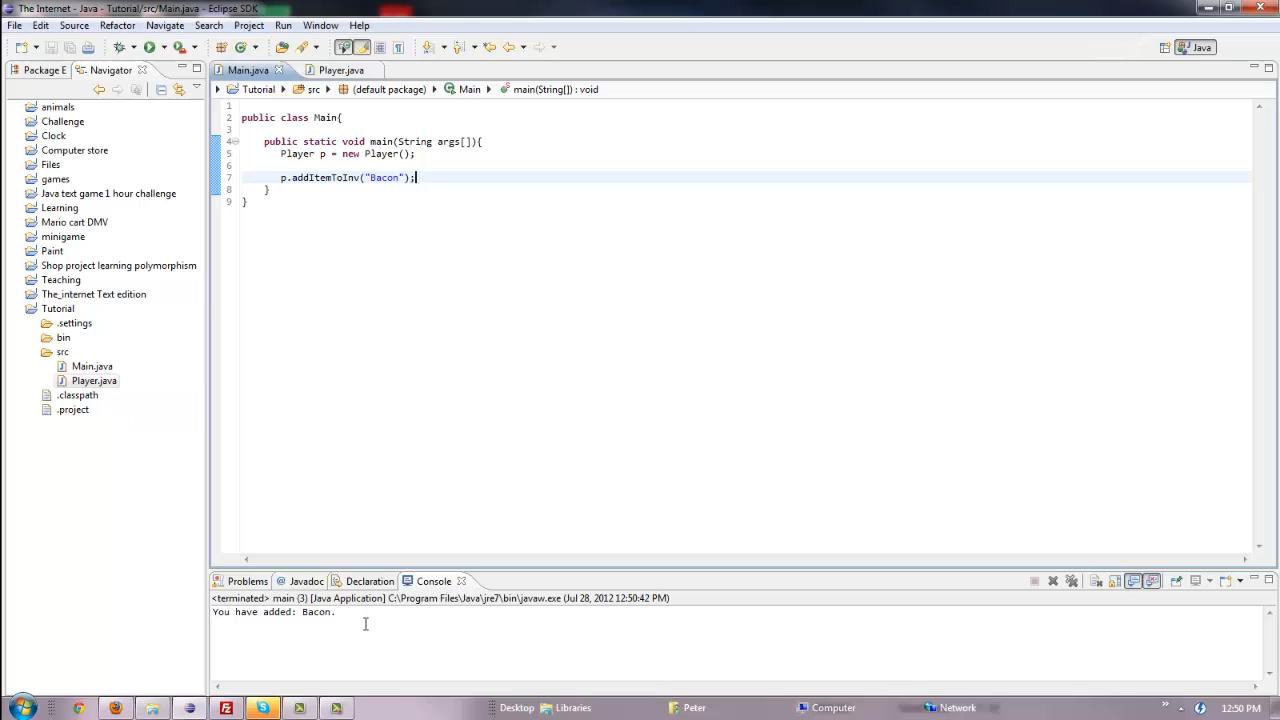 The Internet - Java - Tutorial/src/Main.java - Eclipse SDK
File Edit Source Refactor Navigate Search Project Run Window Help
Java
Package E Navigator
Main.java Player.java
Tutorial src (default package) Main main(String[]) : void
animals
Challenge
Clock
Computer store
Files
games
Java text game 1 hour challenge
Learning
Mario cart DMV
minigame
Paint
Shop project learning polymorphism
Teaching
The_internet Text edition
Tutorial
.settings
bin
src
Main.java
Player.java
.classpath
.project
1
2 public class Main{
3
4 public static void main(String args[]){
5 Player p = new Player();
6
7 p.addItemToInv("Bacon");
8 }
9 }
Problems @ Javadoc Declaration Console
<terminated> main (3) [Java Application] C:\Program Files\Java\jre7\bin\javaw.exe (Jul 28, 2012 12:50:42 PM)
You have added: Bacon.
Desktop Libraries Peter Computer Network 12:50 PM